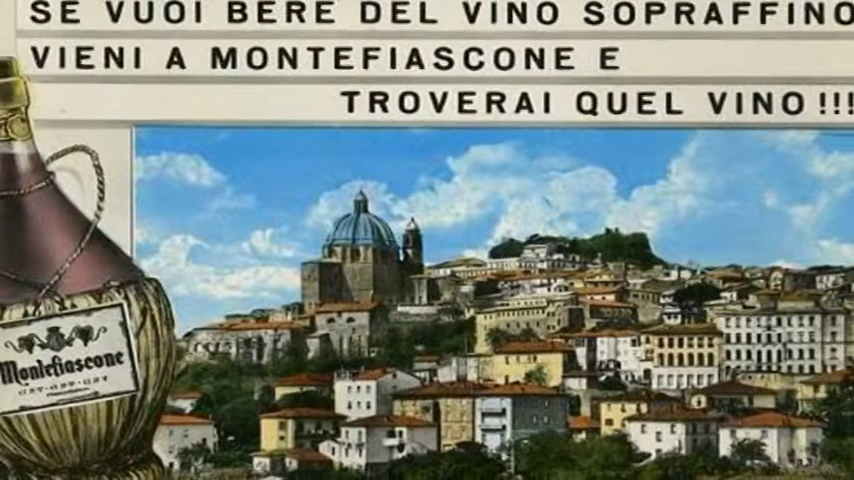 SE VUOI BERE DEL VINO SOPRAFFINO
VIENI A MONTEFIASCONE E
TROVERAI QUEL VINO !!!
Montefiascone
EST·EST·EST